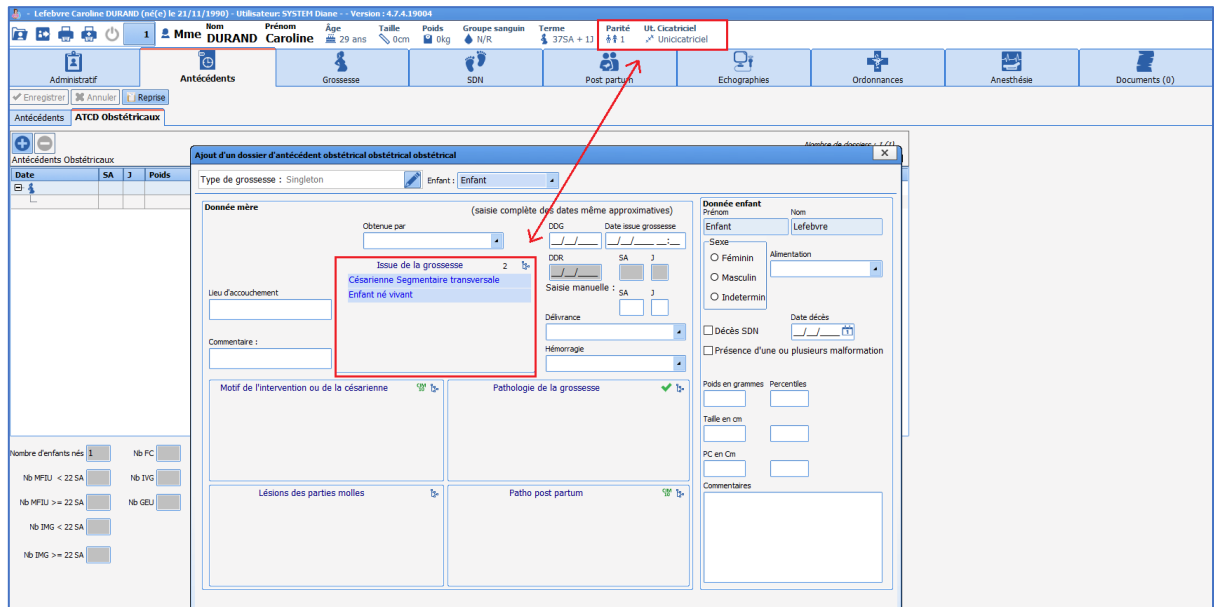 - Lefebvre Caroline DURAND (né(e) le 21/11/1990) - Utilisateur: SYSTEM Diane - - Version : 4.7.4.19004
1 Mme Nom DURAND Prénom Caroline Âge 29 ans Taille 0cm Poids 0kg Groupe sanguin N/R Terme 37SA + 1J Parité 1 Ut. Cicatriciel Unicicatriciel
Administratif Antécédents Grossesse SDN Post partum Echographies Ordonnances Anesthésie Documents (0)
Enregistrer Annuler Reprise
Antécédents ATCD Obstétricaux
Antécédents Obstétricaux
Date SA J Poids
Ajout d'un dossier d'antécédent obstétrical obstétrical obstétrical
Type de grossesse : Singleton Enfant : Enfant
Donnée mère (saisie complète des dates même approximatives)
Obtenue par DDG Date issue grossesse
__/__/____ __/__/____ __:__
Issue de la grossesse 2
DDR SA J
__/__/____
Césarienne Segmentaire transversale
Enfant né vivant
Saisie manuelle : SA J
Lieu d'accouchement
Délivrance
Commentaire :
Hémorragie
Motif de l'intervention ou de la césarienne
Pathologie de la grossesse
Lésions des parties molles
Patho post partum
Donnée enfant
Prénom Nom
Enfant Lefebvre
Sexe
Féminin
Masculin
Indetermin
Alimentation
Date décès
Décès SDN __/__/____
Présence d'une ou plusieurs malformation
Poids en grammes Percentiles
Taille en cm
PC en Cm
Commentaires
Nombre d'enfants nés 1 Nb FC
Nb MFIU < 22 SA Nb IVG
Nb MFIU >= 22 SA Nb GEU
Nb IMG < 22 SA
Nb IMG >= 22 SA